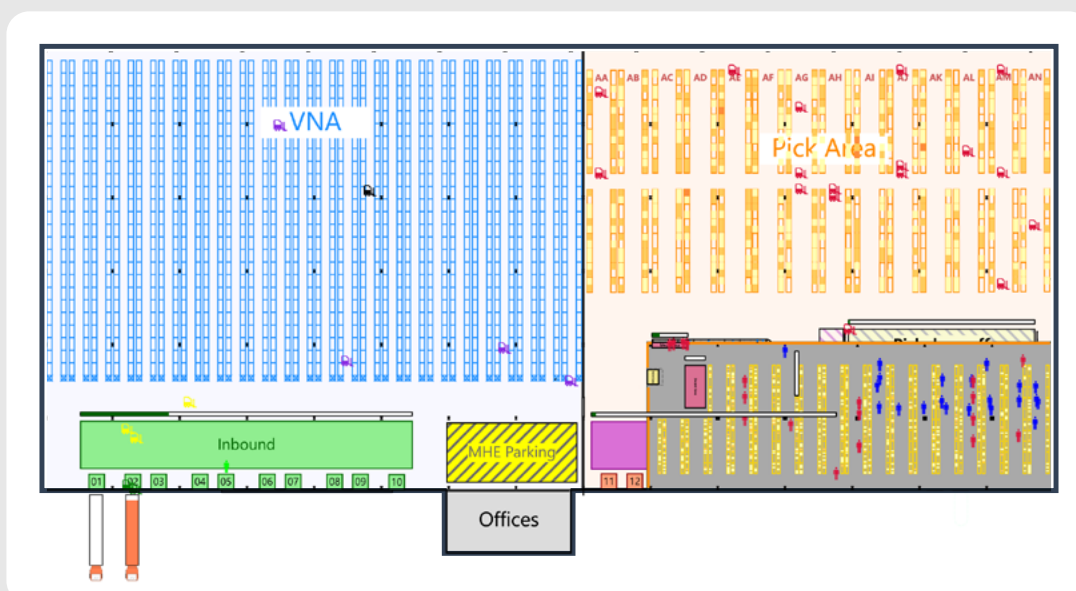 AA AB AC AD AE AF AG AH AI AJ AK AL AM AN
VNA
Pick Area
Inbound
MHE Parking
01 02 03 04 05 06 07 08 09 10
11 12
Offices